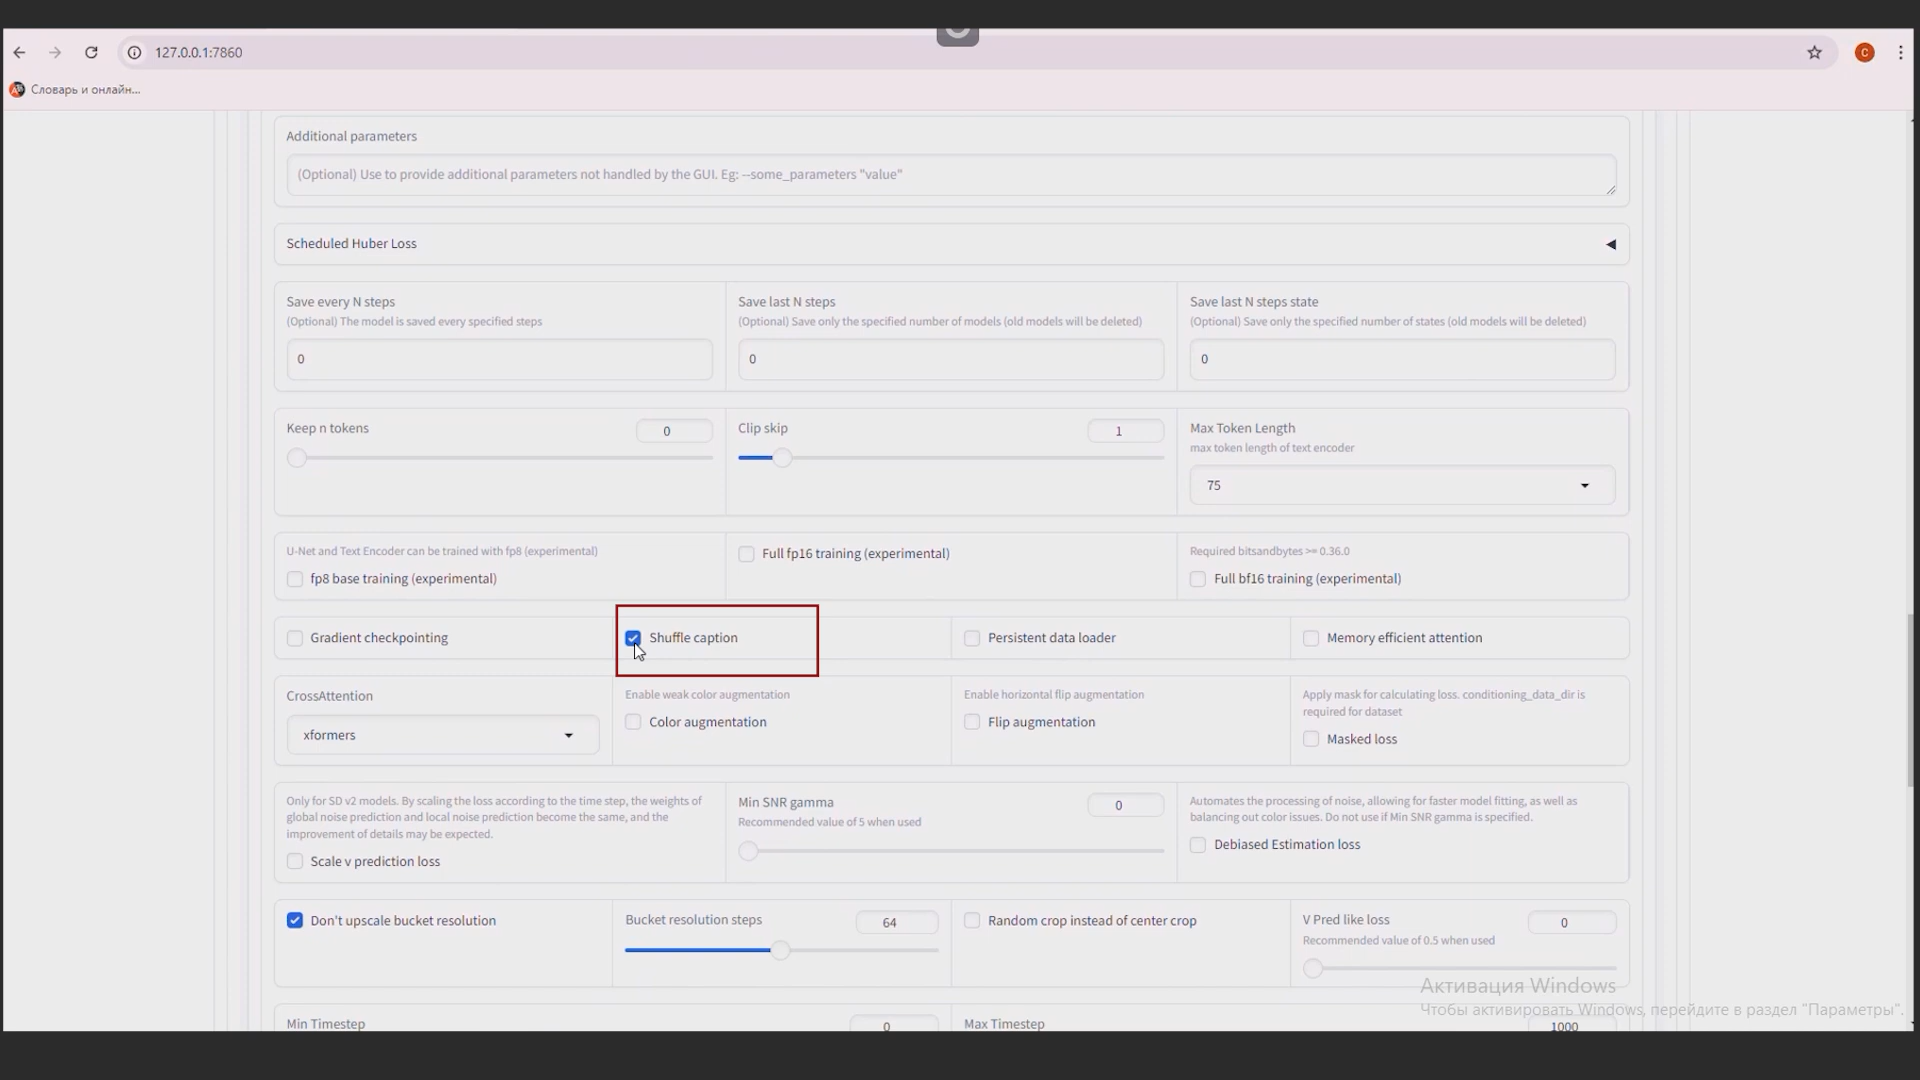 127.0.0.1:7860
C
Словарь и онлайн...
Additional parameters
(Optional) Use to provide additional parameters not handled by the GUI. Eg: --some_parameters "value"
Scheduled Huber Loss
Save every N steps
(Optional) The model is saved every specified steps
0
Save last N steps
(Optional) Save only the specified number of models (old models will be deleted)
0
Save last N steps state
(Optional) Save only the specified number of states (old models will be deleted)
0
Keep n tokens
0
Clip skip
1
Max Token Length
max token length of text encoder
75
U-Net and Text Encoder can be trained with fp8 (experimental)
fp8 base training (experimental)
Full fp16 training (experimental)
Required bitsandbytes >= 0.36.0
Full bf16 training (experimental)
Gradient checkpointing
Shuffle caption
Persistent data loader
Memory efficient attention
CrossAttention
xformers
Enable weak color augmentation
Color augmentation
Enable horizontal flip augmentation
Flip augmentation
Apply mask for calculating loss. conditioning_data_dir is
required for dataset
Masked loss
Only for SD v2 models. By scaling the loss according to the time step, the weights of
global noise prediction and local noise prediction become the same, and the
improvement of details may be expected.
Scale v prediction loss
Min SNR gamma
0
Recommended value of 5 when used
Automates the processing of noise, allowing for faster model fitting, as well as
balancing out color issues. Do not use if Min SNR gamma is specified.
Debiased Estimation loss
Don't upscale bucket resolution
Bucket resolution steps
64
Random crop instead of center crop
V Pred like loss
0
Recommended value of 0.5 when used
Активация Windows
Чтобы активировать Windows, перейдите в раздел "Параметры".
Min Timestep
0
Max Timestep
1000